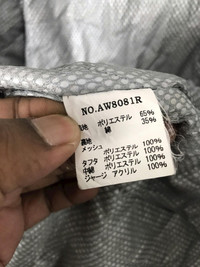 NO.AW8081R
地 ポリエステル 65%
綿 35%
裏地
メッシュ ポリエステル 100%
タフタ ポリエステル 100%
中綿 ポリエステル 100%
ジャージ アクリル 100%